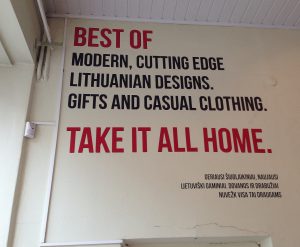 BEST OF
MODERN, CUTTING EDGE
LITHUANIAN DESIGNS.
GIFTS AND CASUAL CLOTHING.
TAKE IT ALL HOME.
GERIAUSI ŠIUOLAIKINIAI, NAUJAUSI
LIETUVIŠKI GAMINIAI, DOVANOS IR DRABUŽIAI.
NUVEŽK VISA TAI DRAUGAMS